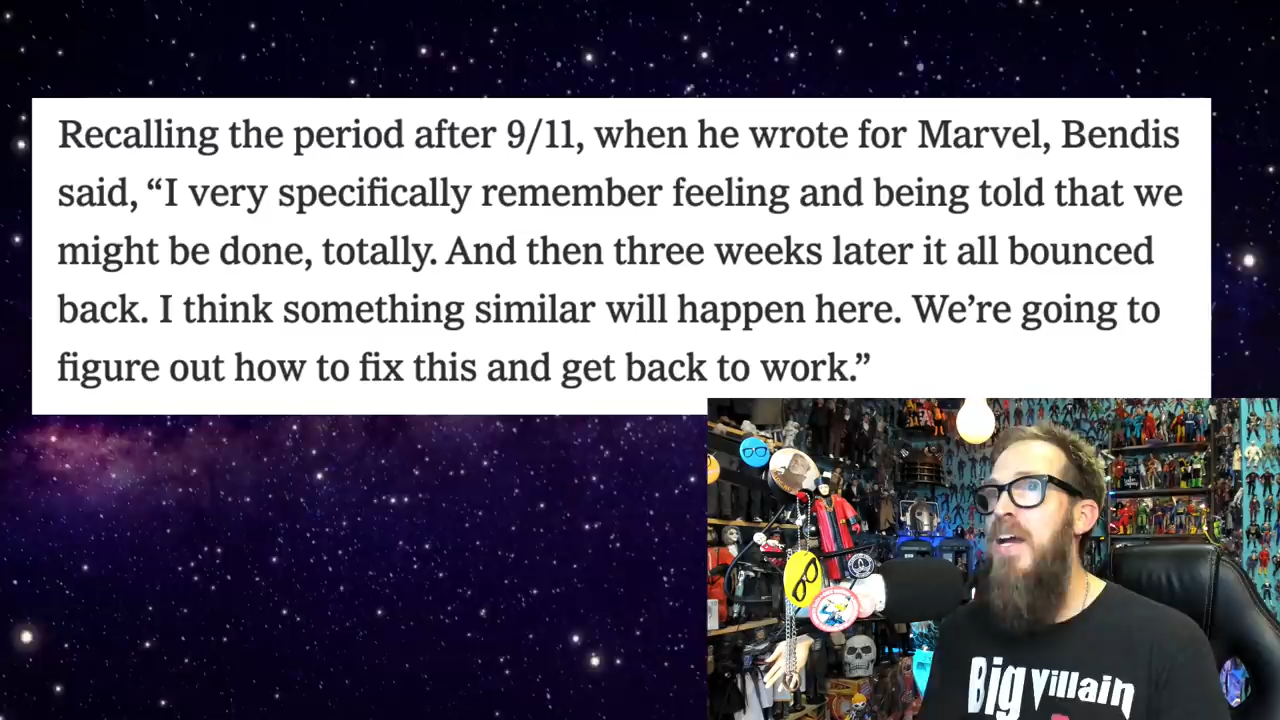 Recalling the period after 9/11, when he wrote for Marvel, Bendis
said, “I very specifically remember feeling and being told that we
might be done, totally. And then three weeks later it all bounced
back. I think something similar will happen here. We’re going to
figure out how to fix this and get back to work.”
Big Villain